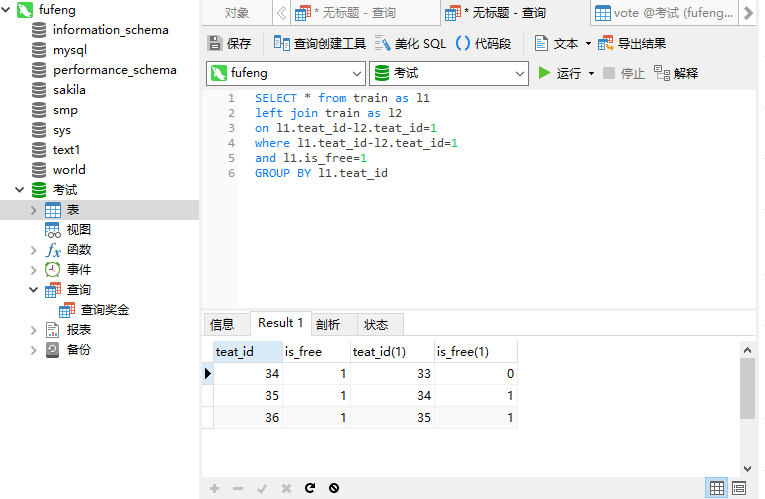 fufeng
information_schema
mysql
performance_schema
sakila
smp
sys
text1
world
考试
表
视图
fx 函数
事件
查询
查询奖金
报表
备份
对象
* 无标题 - 查询
* 无标题 - 查询
vote @考试 (fufeng...
保存
查询创建工具
美化 SQL
() 代码段
文本
导出结果
fufeng
考试
运行
停止
解释
1 SELECT * from train as l1
2 left join train as l2
3 on l1.teat_id-l2.teat_id=1
4 where l1.teat_id-l2.teat_id=1
5 and l1.is_free=1
6 GROUP BY l1.teat_id
信息 Result 1 剖析 状态
teat_id is_free teat_id(1) is_free(1)
34 1 33 0
35 1 34 1
36 1 35 1